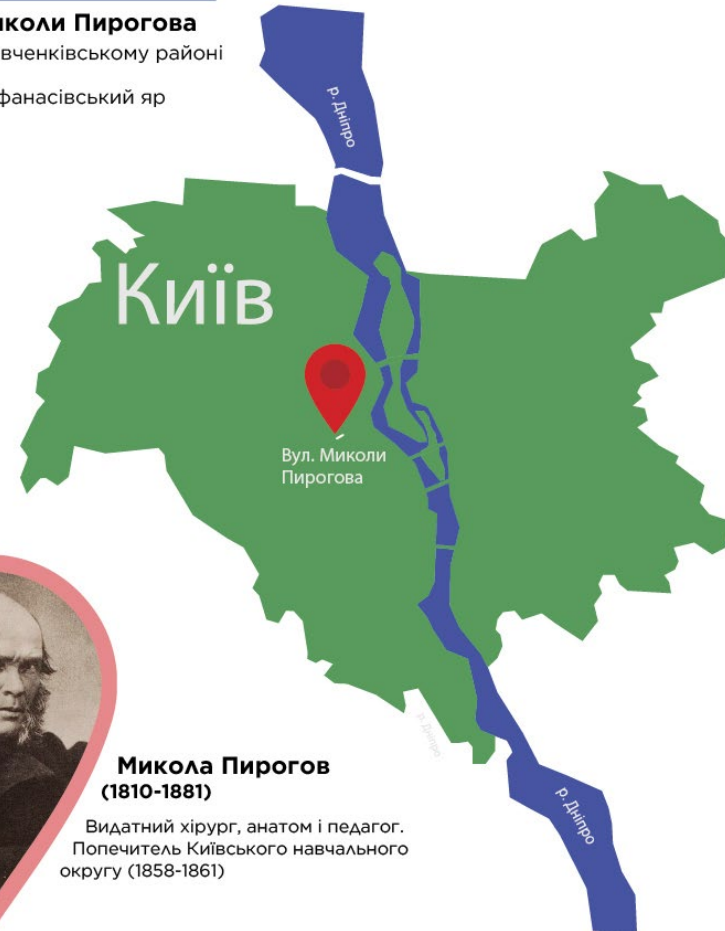 иколи Пирогова
вченківському районі
фанасівський яр
р. Дніпро
Київ
Вул. Миколи
Пирогова
р. Дніпро
Микола Пирогов
(1810-1881)
Видатний хірург, анатом і педагог.
Попечитель Київського навчального
округу (1858-1861)
р. Дніпро